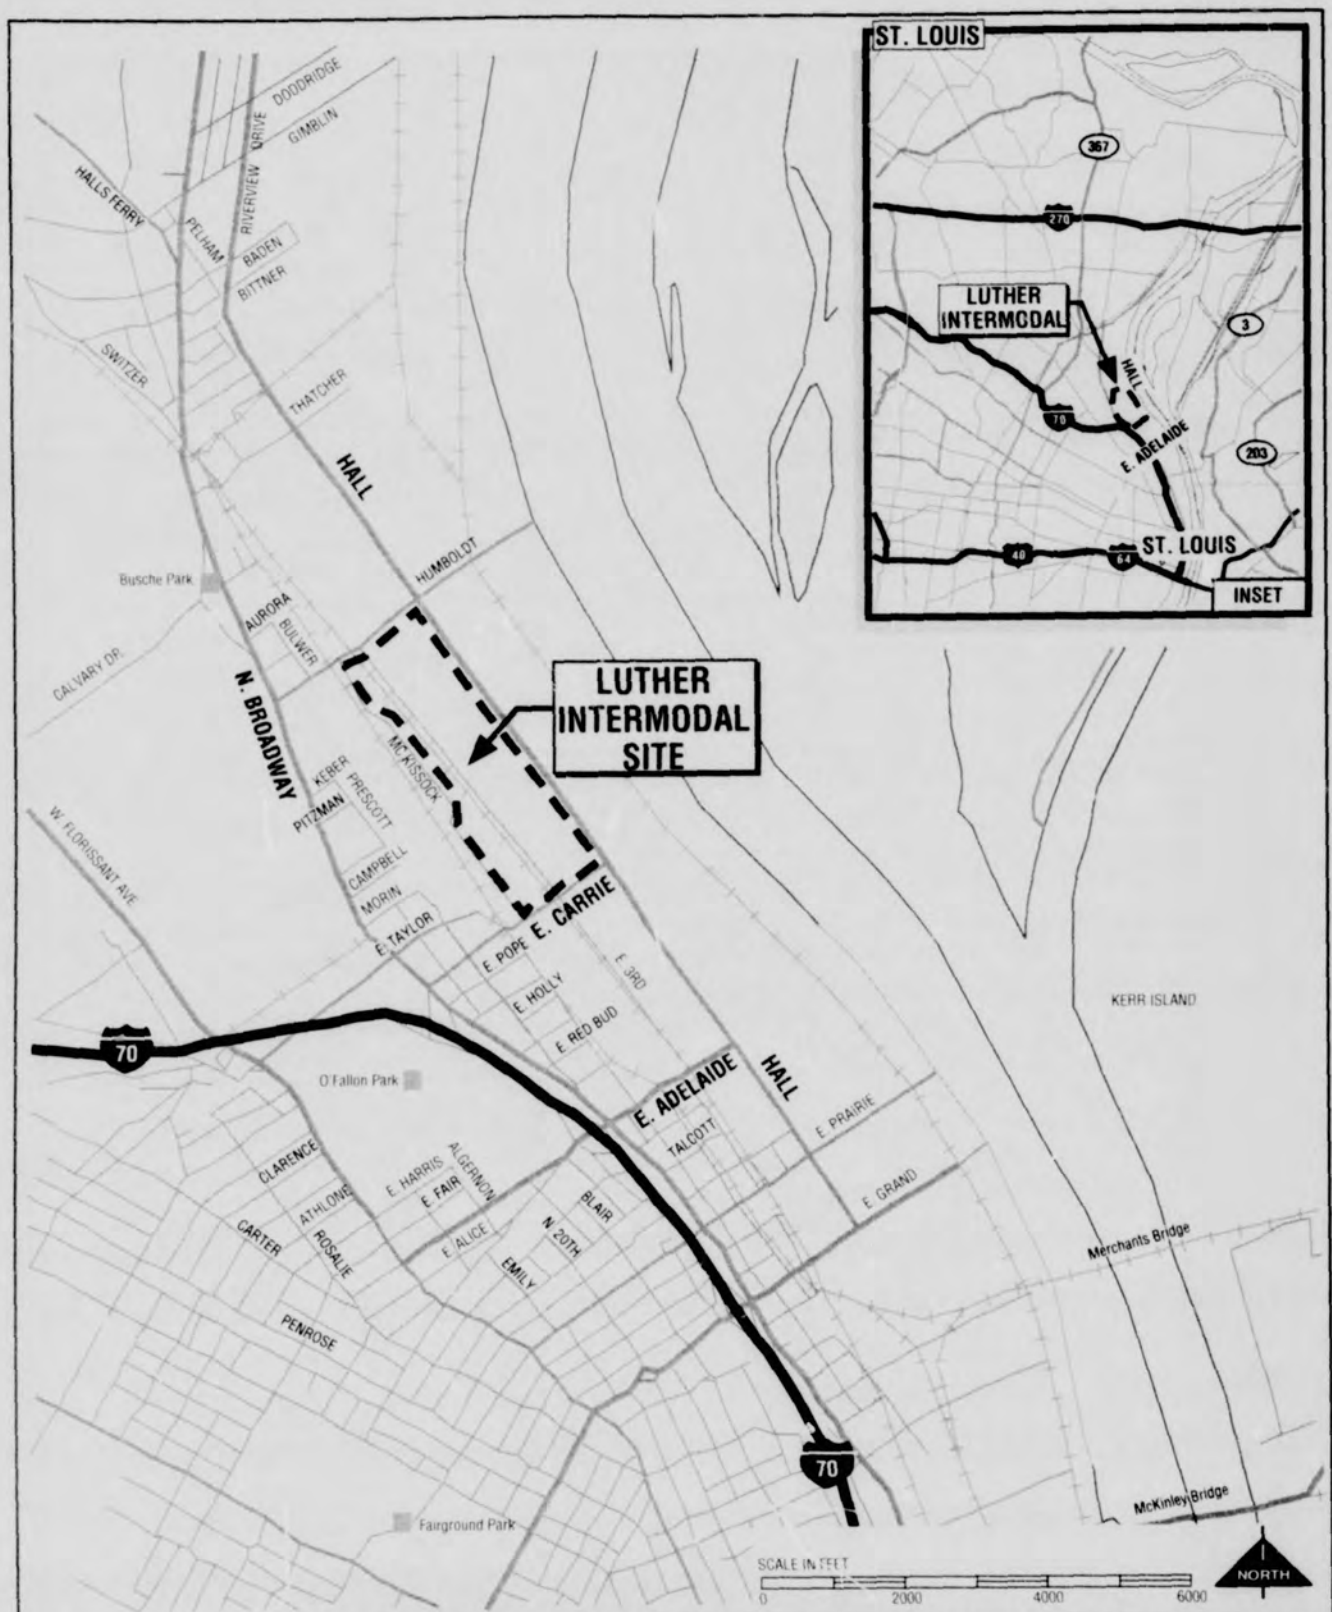 ST. LOUIS
367
270
LUTHER
INTERMODAL
HALL
3
70
E. ADELAIDE
203
40
64
ST. LOUIS
INSET
DOODRIDGE
GIMBLIN
RIVERVIEW DRIVE
HALLS FERRY
PELHAM
BADEN
BITTNER
SWITZER
THATCHER
HALL
HUMBOLDT
Busche Park
AURORA
BULWER
CALVARY DR.
N. BROADWAY
LUTHER
INTERMODAL
SITE
MC KISSOCK
KEBER
PRESCOTT
PITZMAN
W. FLORISSANT AVE.
CAMPBELL
MORIN
E. TAYLOR
E. CARRIE
E. POPE
E. 3RD
E. HOLLY
E. RED BUD
KERR ISLAND
70
O'Fallon Park
E. ADELAIDE
HALL
E. PRAIRIE
TALCOTT
E. GRAND
CLARENCE
E. HARRIS
ALGERNON
E. FAIR
ATHLONE
BLAIR
CARTER
ROSALIE
E. ALICE
N. 20TH
EMILY
PENROSE
Merchants Bridge
70
McKinley Bridge
Fairground Park
SCALE IN FEET
0 2000 4000 6000
NORTH